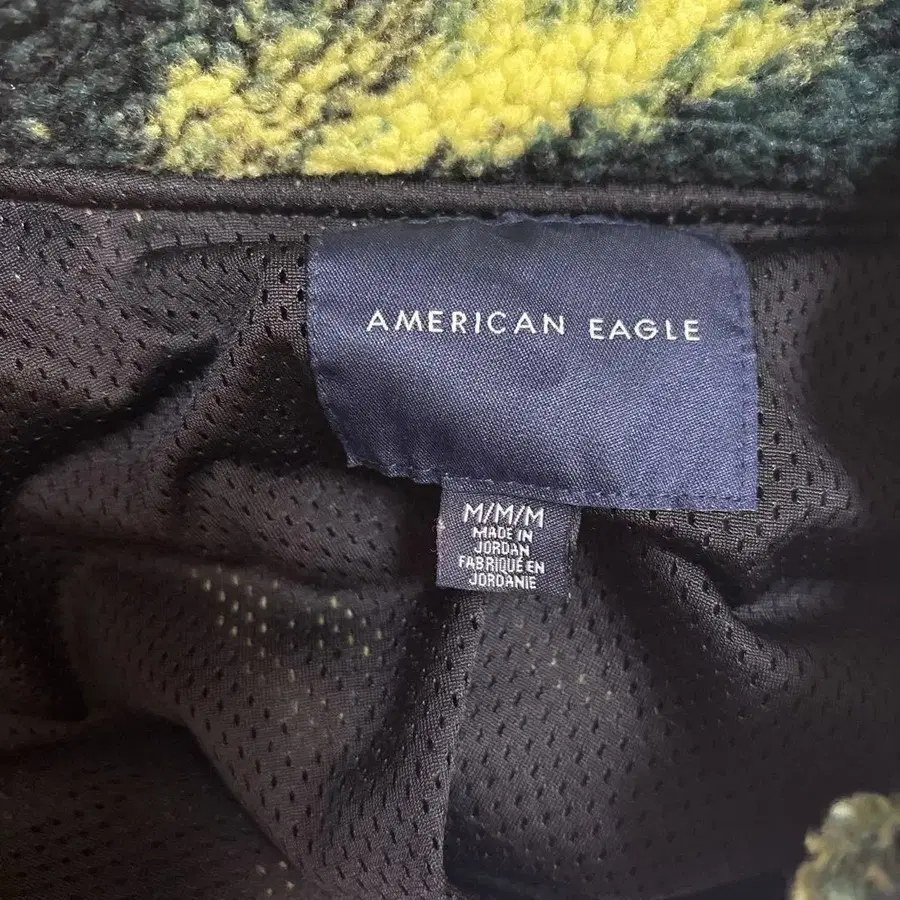 AMERICAN EAGLE
M/M/M
MADE IN
JORDAN
FABRIQUÉ EN
JORDANIE